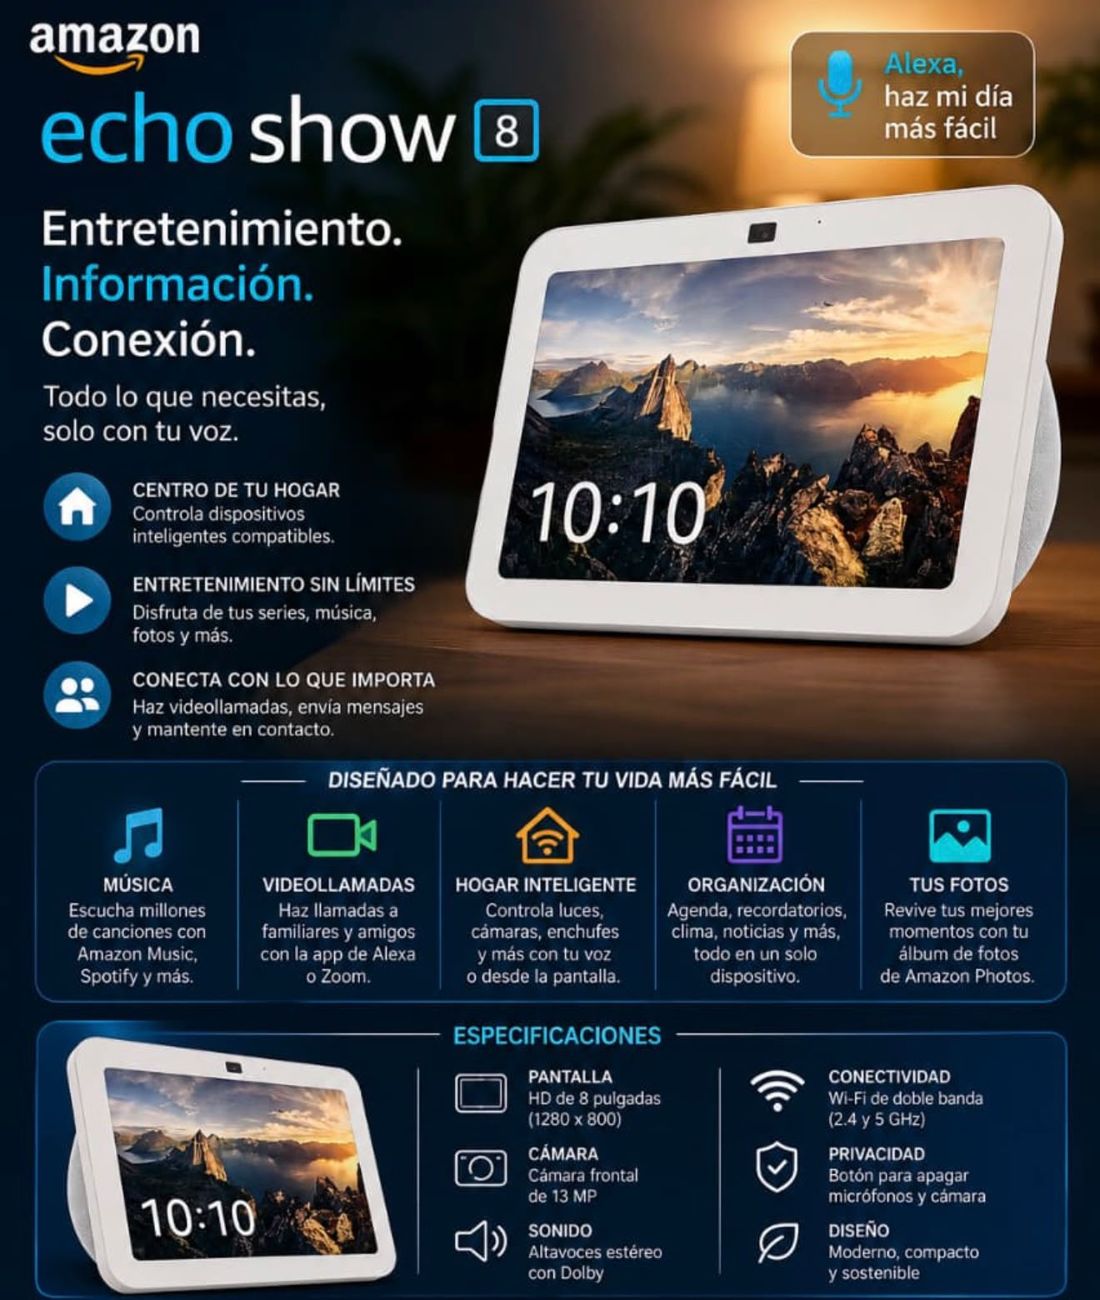 amazon
echo show 8
Alexa,
haz mi día
más fácil
Entretenimiento.
Información.
Conexión.
Todo lo que necesitas,
solo con tu voz.
CENTRO DE TU HOGAR
Controla dispositivos
inteligentes compatibles.
ENTRETENIMIENTO SIN LÍMITES
Disfruta de tus series, música,
fotos y más.
CONECTA CON LO QUE IMPORTA
Haz videollamadas, envía mensajes
y mantente en contacto.
10:10
DISEÑADO PARA HACER TU VIDA MÁS FÁCIL
MÚSICA
Escucha millones
de canciones con
Amazon Music,
Spotify y más.
VIDEOLLAMADAS
Haz llamadas a
familiares y amigos
con la app de Alexa
o Zoom.
HOGAR INTELIGENTE
Controla luces,
cámaras, enchufes
y más con tu voz
o desde la pantalla.
ORGANIZACIÓN
Agenda, recordatorios,
clima, noticias y más,
todo en un solo
dispositivo.
TUS FOTOS
Revive tus mejores
momentos con tu
álbum de fotos
de Amazon Photos.
ESPECIFICACIONES
10:10
PANTALLA
HD de 8 pulgadas
(1280 x 800)
CÁMARA
Cámara frontal
de 13 MP
SONIDO
Altavoces estéreo
con Dolby
CONECTIVIDAD
Wi-Fi de doble banda
(2.4 y 5 GHz)
PRIVACIDAD
Botón para apagar
micrófonos y cámara
DISEÑO
Moderno, compacto
y sostenible